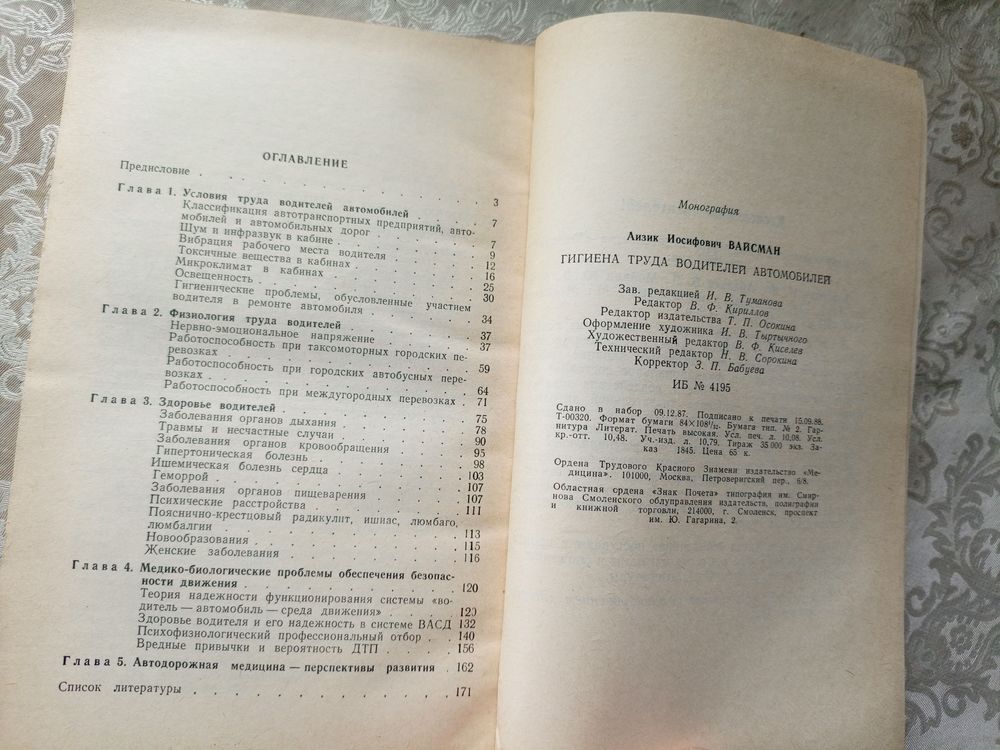 ОГЛАВЛЕНИЕ
Предисловие . . . . . . . . . . . 3
Глава 1. Условия труда водителей автомобилей . . . . 7
Классификация автотранспортных предприятий, авто-
мобилей и автомобильных дорог . . . . . 7
Шум и инфразвук в кабине . . . . . . 9
Вибрация рабочего места водителя . . . . . 12
Токсичные вещества в кабинах . . . . . . 16
Микроклимат в кабинах . . . . . . . 25
Освещенность . . . . . . . . . 30
Гигиенические проблемы, обусловленные участием
водителя в ремонте автомобиля . . . . . 34
Глава 2. Физиология труда водителей . . . . . 37
Нервно-эмоциональное напряжение . . . . . 37
Работоспособность при таксомоторных городских пе-
ревозках . . . . . . . . . . 59
Работоспособность при городских автобусных пере-
возках . . . . . . . . . . 64
Работоспособность при междугородных перевозках . 71
Глава 3. Здоровье водителей . . . . . . . 75
Заболевания органов дыхания . . . . . . 78
Травмы и несчастные случаи . . . . . . 90
Заболевания органов кровообращения . . . . 95
Гипертоническая болезнь . . . . . . . 98
Ишемическая болезнь сердца . . . . . . 103
Геморрой . . . . . . . . . . 107
Заболевания органов пищеварения . . . . . 107
Психические расстройства . . . . . . . 111
Пояснично-крестцовый радикулит, ишиас, люмбаго,
люмбалгии . . . . . . . . . . 113
Новообразования . . . . . . . . . 115
Женские заболевания . . . . . . . . 116
Глава 4. Медико-биологические проблемы обеспечения безопас-
ности движения . . . . . . . . . 120
Теория надежности функционирования системы «во-
дитель — автомобиль — среда движения» . . . 120
Здоровье водителя и его надежность в системе ВАСД 132
Психофизиологический профессиональный отбор . . 140
Вредные привычки и вероятность ДТП . . . . 156
Глава 5. Автодорожная медицина — перспективы развития . 162
Список литературы . . . . . . . . . . 171
Монография
Аизик Иосифович ВАЙСМАН
ГИГИЕНА ТРУДА ВОДИТЕЛЕЙ АВТОМОБИЛЕЙ
Зав. редакцией И. В. Туманова
Редактор В. Ф. Кириллов
Редактор издательства Т. П. Осокина
Оформление художника И. В. Тыртычного
Художественный редактор В. Ф. Киселев
Технический редактор Н. В. Сорокина
Корректор З. П. Бабуева
ИБ № 4195
Сдано в набор 09.12.87. Подписано к печати 15.09.88.
Т-00320. Формат бумаги 84×108¹/₃₂. Бумага тип. № 2. Гар-
нитура Литерат. Печать высокая. Усл. печ. л. 10,08. Усл.
кр.-отт. 10,48. Уч.-изд. л. 10,79. Тираж 35 000 экз. За-
каз 1845. Цена 65 к.
Ордена Трудового Красного Знамени издательство «Ме-
дицина». 101000, Москва, Петроверигский пер., 6/8.
Областная ордена «Знак Почета» типография им. Смир-
нова Смоленского облуправления издательств, полиграфии
и книжной торговли, 214000, г. Смоленск, проспект
им. Ю. Гагарина, 2.